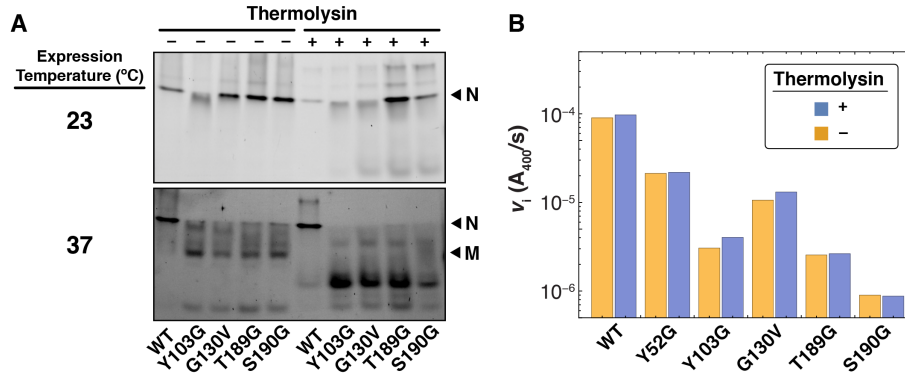 A
Thermolysin
− − − − − + + + + +
Expression
Temperature (ºC)
23
◄ N
37
◄ N
◄ M
WT Y103G G130V T189G S190G WT Y103G G130V T189G S190G
B
Thermolysin
+
−
vᵢ (A₄₀₀/s)
10⁻⁴
10⁻⁵
10⁻⁶
WT Y52G Y103G G130V T189G S190G